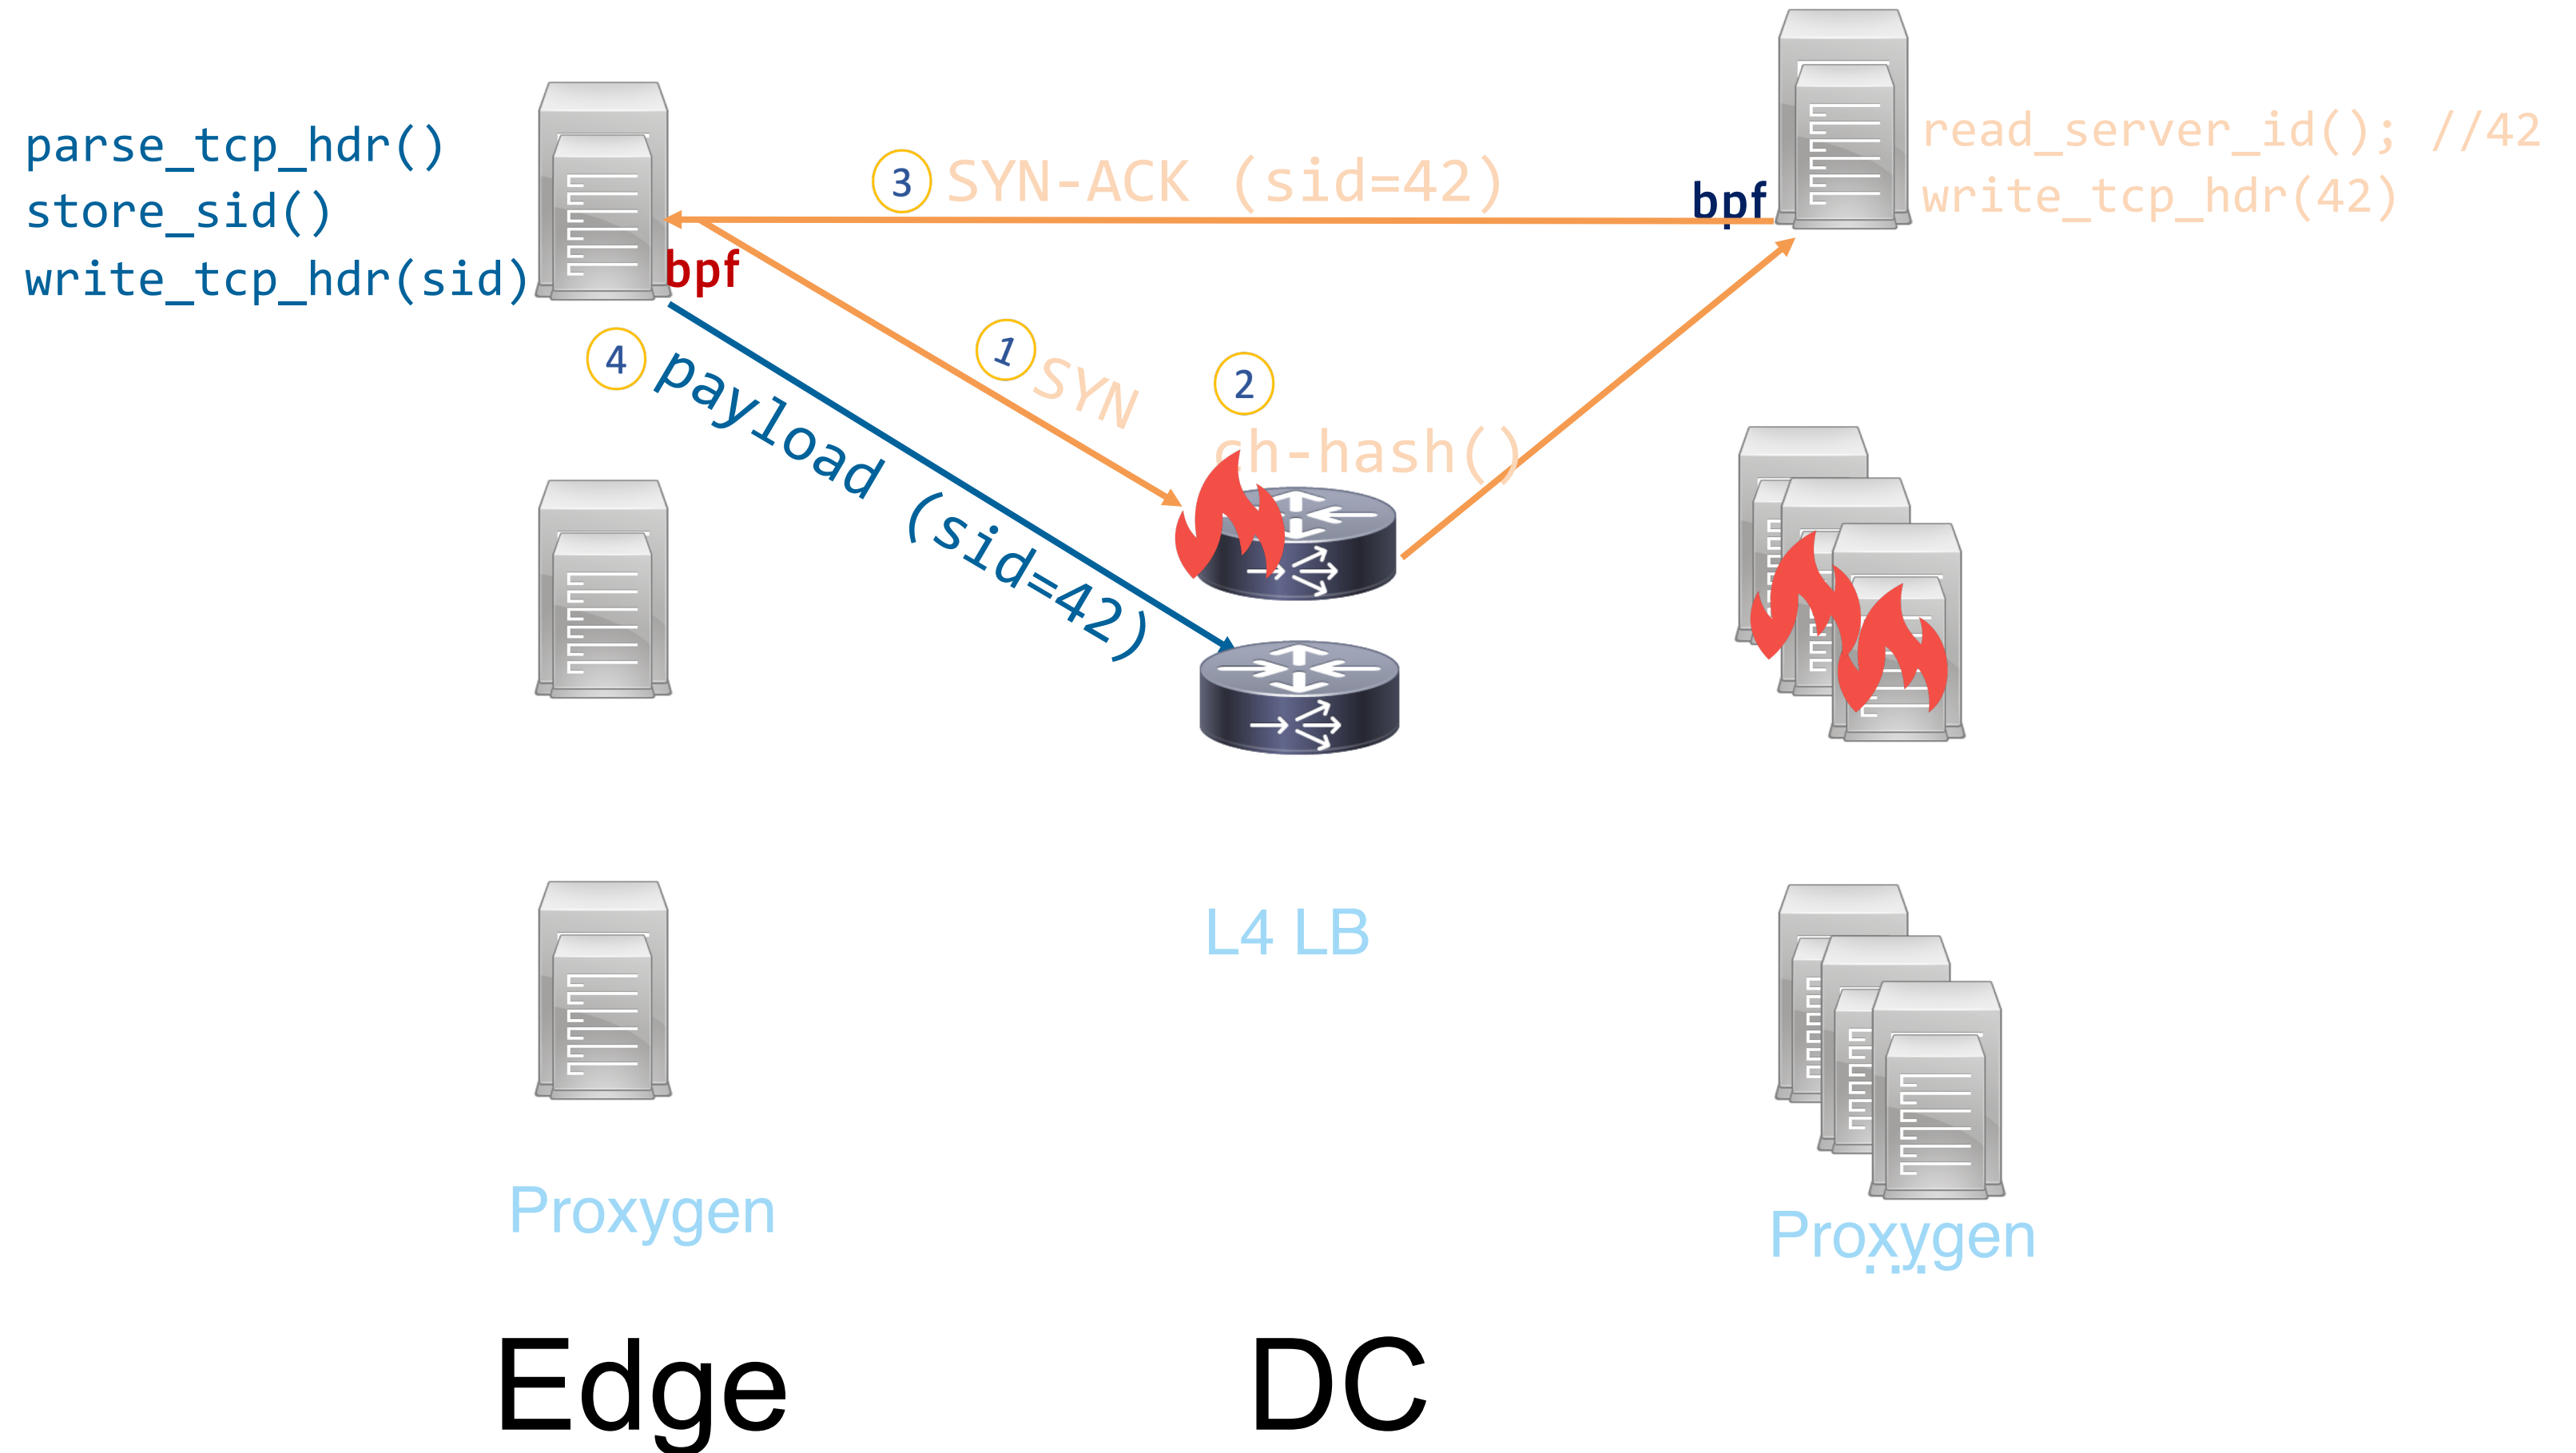 parse_tcp_hdr()
store_sid()
write_tcp_hdr(sid)
bpf
3 SYN-ACK (sid=42)
bpf
read_server_id(); //42
write_tcp_hdr(42)
1 SYN
2
ch-hash()
4 payload (sid=42)
L4 LB
Proxygen
Proxygen
...
Edge
DC